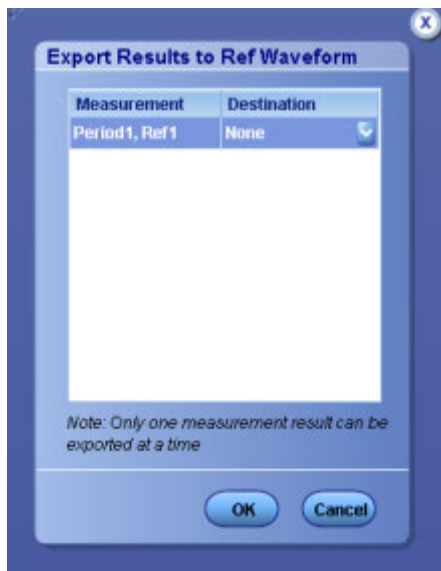 X
Export Results to Ref Waveform
Measurement Destination
Period1, Ref1 None
Note: Only one measurement result can be
exported at a time
OK Cancel